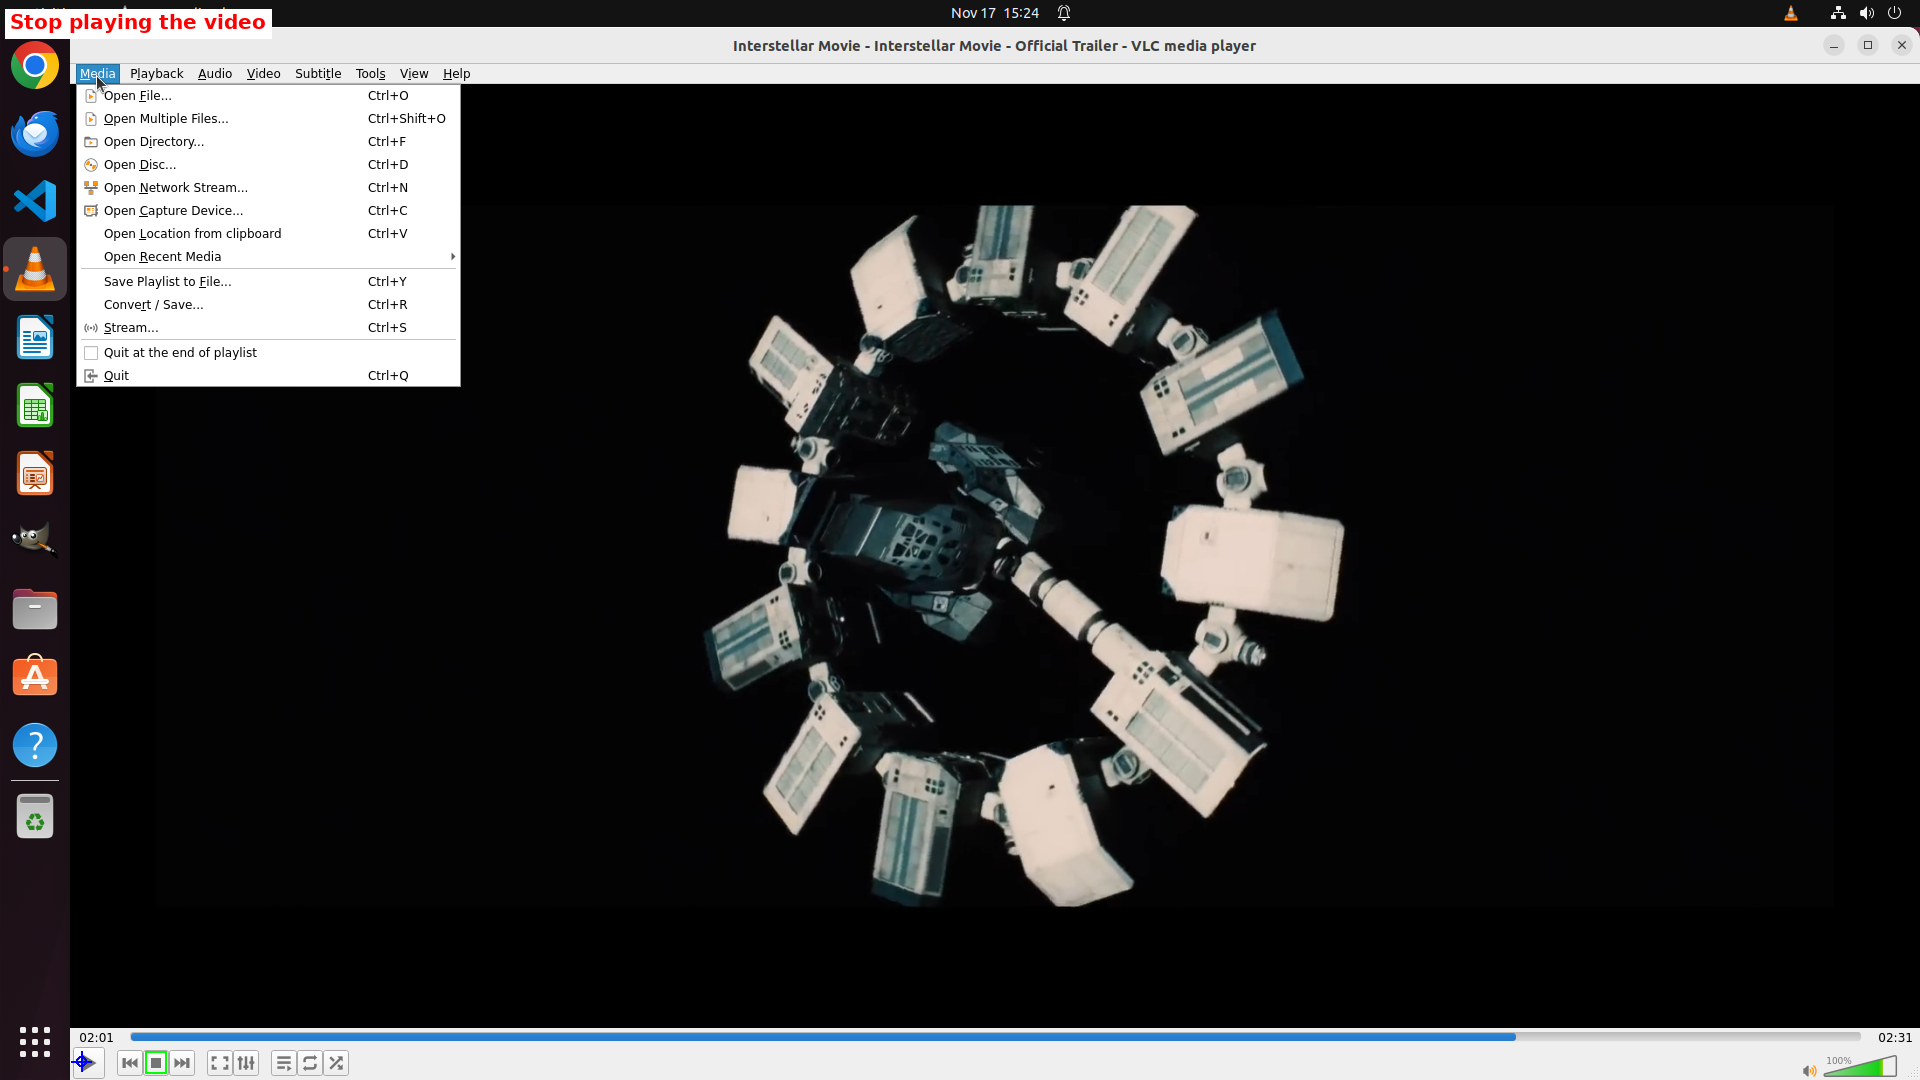 Stop playing the video
Nov 17 15:24
Interstellar Movie - Interstellar Movie - Official Trailer - VLC media player
Media Playback Audio Video Subtitle Tools View Help
Open File... Ctrl+O
Open Multiple Files... Ctrl+Shift+O
Open Directory... Ctrl+F
Open Disc... Ctrl+D
Open Network Stream... Ctrl+N
Open Capture Device... Ctrl+C
Open Location from clipboard Ctrl+V
Open Recent Media
Save Playlist to File... Ctrl+Y
Convert / Save... Ctrl+R
Stream... Ctrl+S
Quit at the end of playlist
Quit Ctrl+Q
02:01
02:31
100%